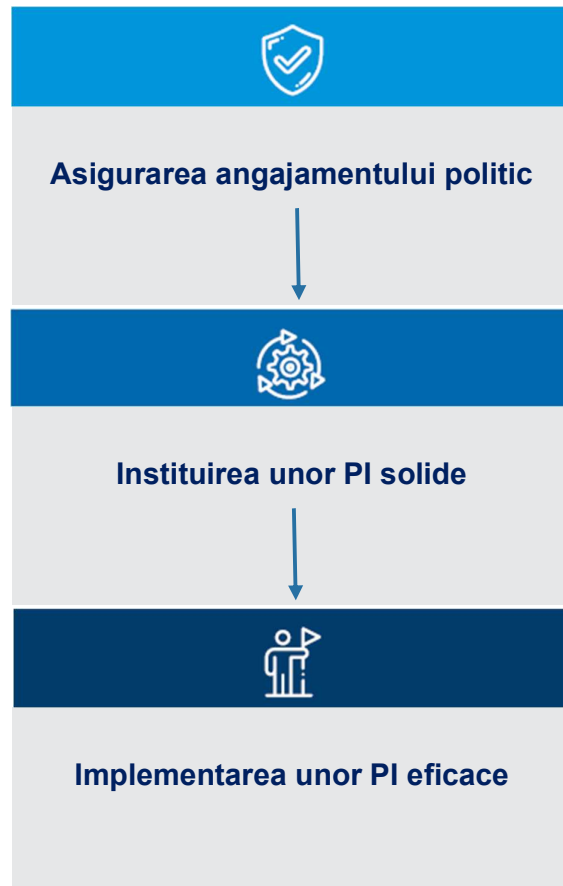 Asigurarea angajamentului politic
Instituirea unor PI solide
Implementarea unor PI eficace